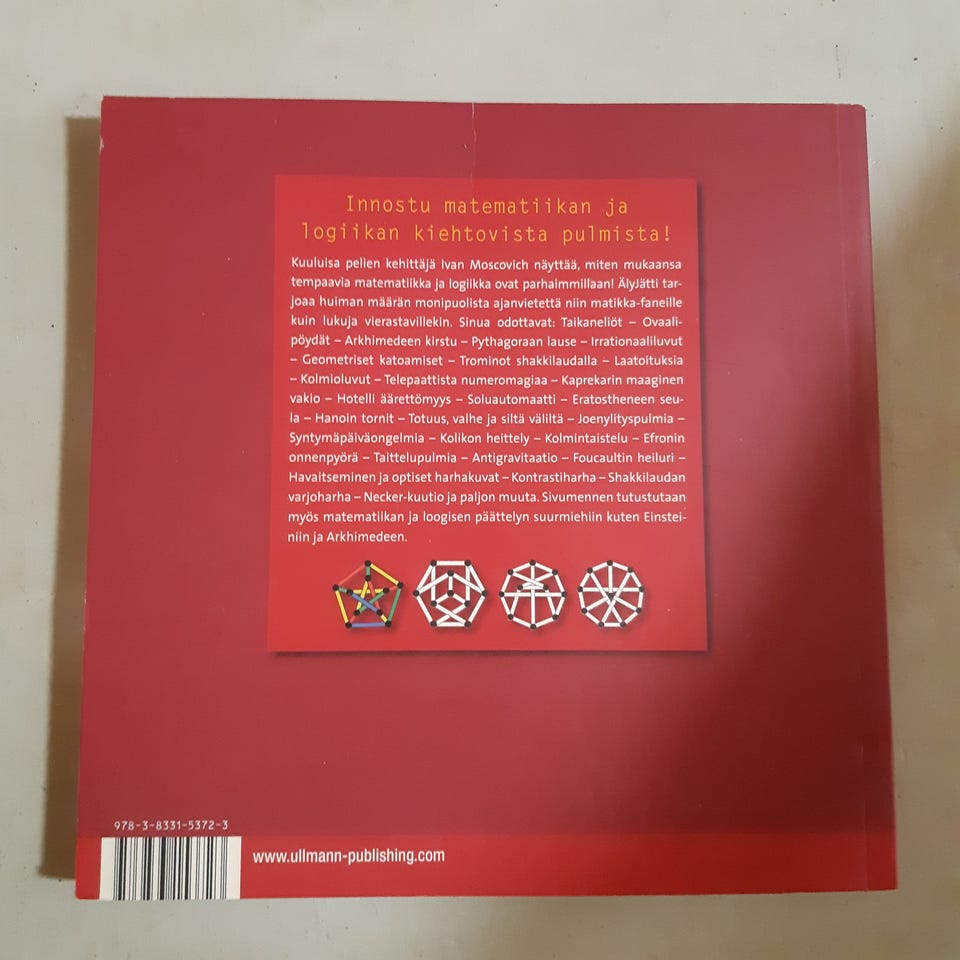 Innostu matematiikan ja
logiikan kiehtovista pulmista!
Kuuluisa pelien kehittäjä Ivan Moscovich näyttää, miten mukaansa
tempaavia matematiikka ja logiikka ovat parhaimmillaan! ÄlyJätti tar-
joaa huiman määrän monipuolista ajanvietettä niin matikka-faneille
kuin lukuja vierastavillekin. Sinua odottavat: Taikaneliöt – Ovaali-
pöydät – Arkhimedeen kirstu – Pythagoraan lause – Irrationaaliluvut
– Geometriset katoamiset – Trominot shakkilaudalla – Laatoituksia
– Kolmioluvut – Telepaattista numeromagiaa – Kaprekarin maaginen
vakio – Hotelli äärettömyys – Soluautomaatti – Eratostheneen seu-
la – Hanoin tornit – Totuus, valhe ja siltä väliltä – Joenylityspulmia –
Syntymäpäiväongelmia – Kolikon heittely – Kolmintaistelu – Efronin
onnenpyörä – Taittelupulmia – Antigravitaatio – Foucaultin heiluri –
Havaitseminen ja optiset harhakuvat – Kontrastiharha – Shakkilaudan
varjoharha – Necker-kuutio ja paljon muuta. Sivumennen tutustutaan
myös matematiikan ja loogisen päättelyn suurmiehiin kuten Einstei-
niin ja Arkhimedeen.
978-3-8331-5372-3
www.ullmann-publishing.com